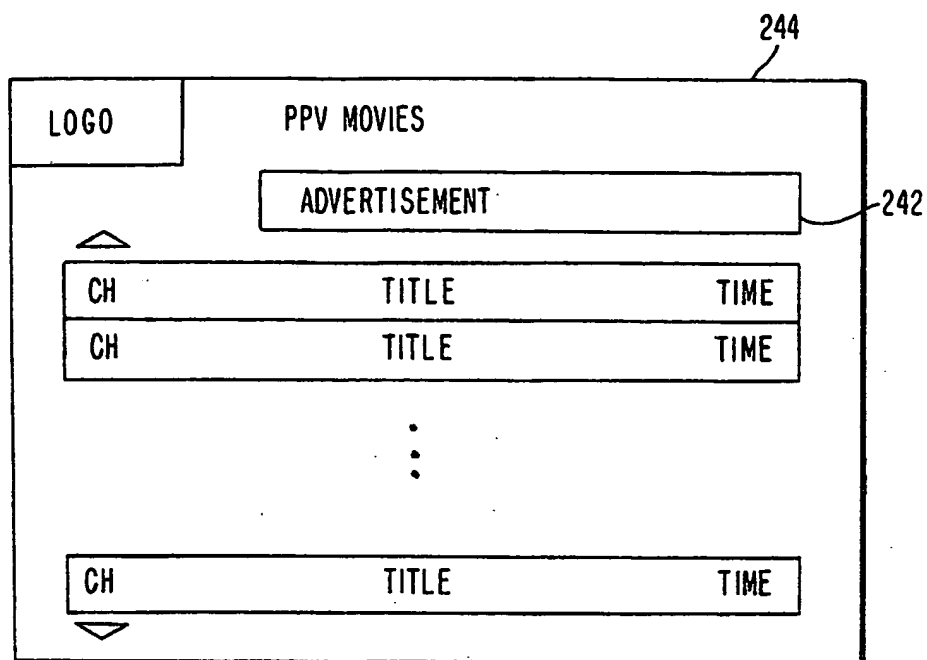 244
LOGO PPV MOVIES
ADVERTISEMENT
242
CH TITLE TIME
CH TITLE TIME
CH TITLE TIME